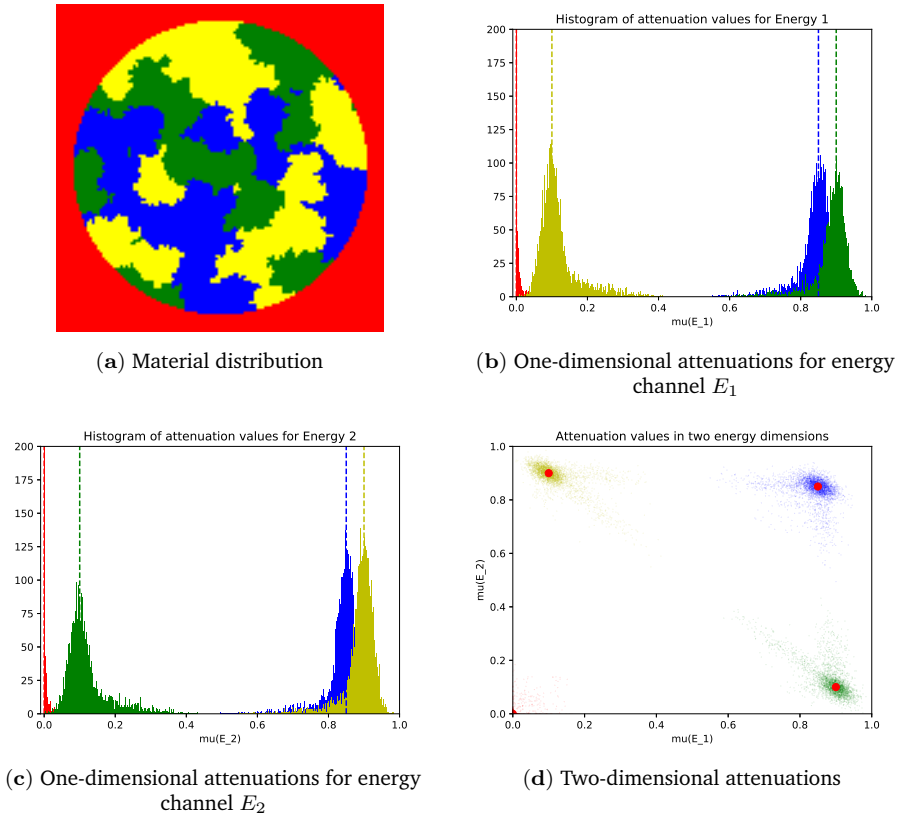 Histogram of attenuation values for Energy 1
200
175
150
125
100
75
50
25
0
0.0 0.2 0.4 0.6 0.8 1.0
mu(E_1)
(a) Material distribution
(b) One-dimensional attenuations for energy
channel E₁
Histogram of attenuation values for Energy 2
200
175
150
125
100
75
50
25
0
0.0 0.2 0.4 0.6 0.8 1.0
mu(E_2)
Attenuation values in two energy dimensions
1.0
0.8
0.6
0.4
0.2
0.0
mu(E_2)
0.0 0.2 0.4 0.6 0.8 1.0
mu(E_1)
(c) One-dimensional attenuations for energy
channel E₂
(d) Two-dimensional attenuations